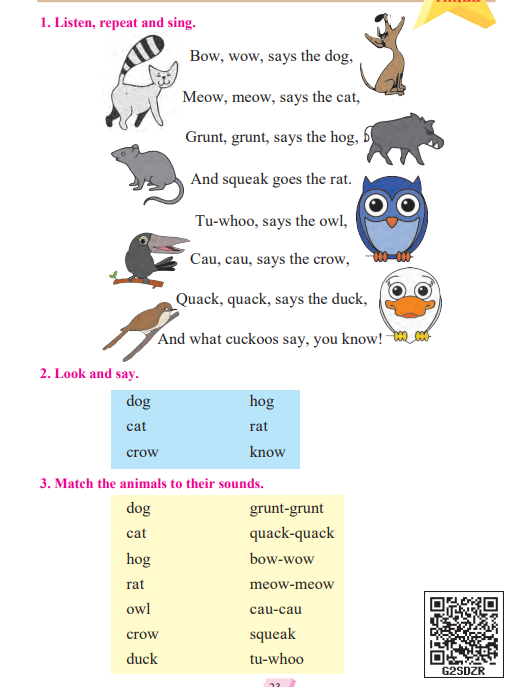 1. Listen, repeat and sing.
Bow, wow, says the dog,
Meow, meow, says the cat,
Grunt, grunt, says the hog,
And squeak goes the rat.
Tu-whoo, says the owl,
Cau, cau, says the crow,
Quack, quack, says the duck,
And what cuckoos say, you know!
2. Look and say.
dog hog
cat rat
crow know
3. Match the animals to their sounds.
dog grunt-grunt
cat quack-quack
hog bow-wow
rat meow-meow
owl cau-cau
crow squeak
duck tu-whoo
G2SDZR